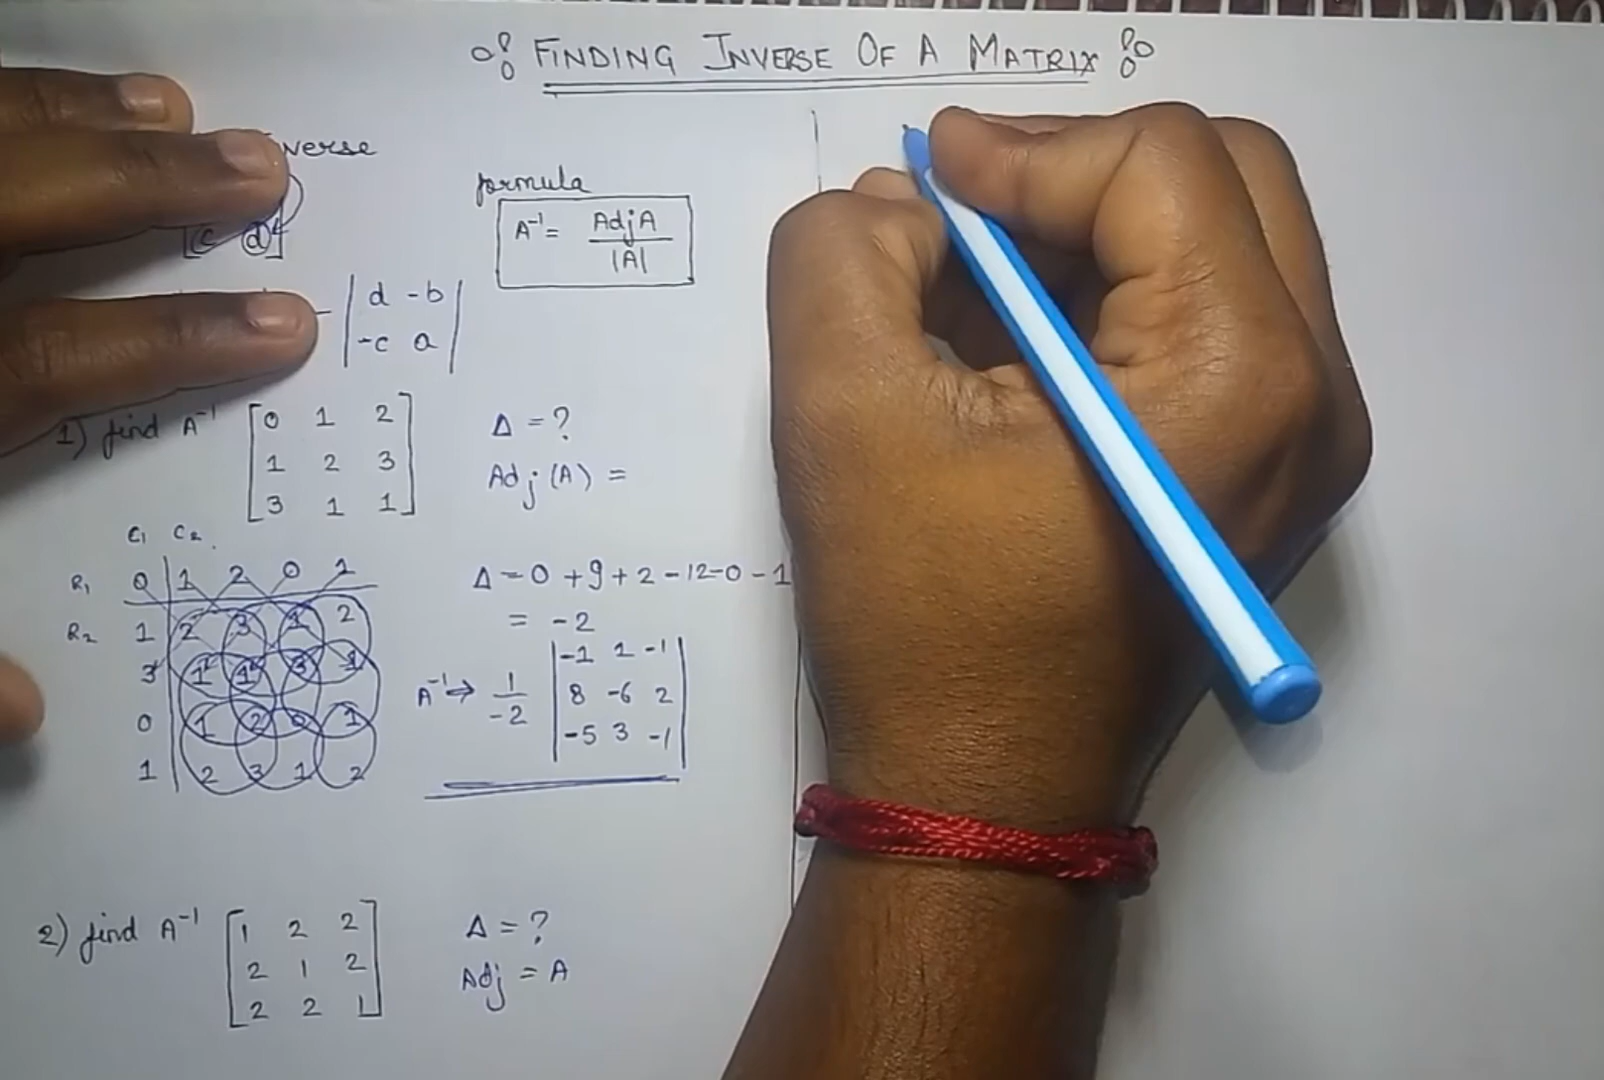 FINDING INVERSE OF A MATRIX
verse
c d
formula
A⁻¹ = AdjA / |A|
- | d -b
-c a |
1) find A⁻¹ [0 1 2
1 2 3
3 1 1]
Δ = ?
Adj (A) =
C₁ C₂
R₁ 0 1 2 0 1
R₂ 1 2 3 1 2
3 1 1 3 1
0 1 2 0 1
1 2 3 1 2
Δ = 0 + 9 + 2 - 12 - 0 - 1
= -2
A⁻¹ ⇒ 1/-2 | -1 1 -1
8 -6 2
-5 3 -1 |
2) find A⁻¹ [1 2 2
2 1 2
2 2 1]
Δ = ?
Adj = A